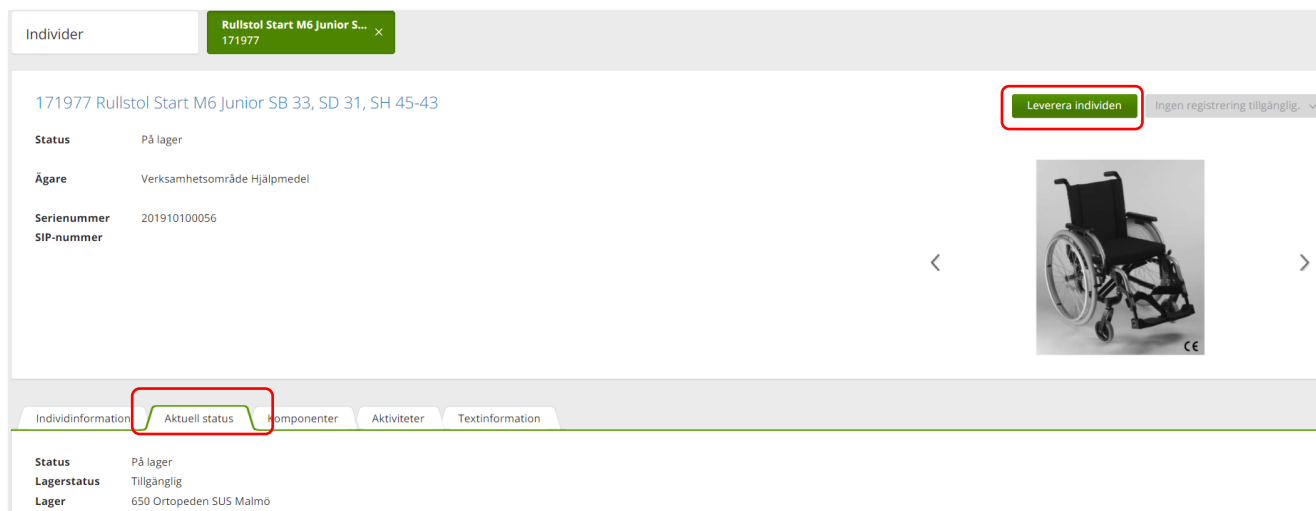 Individer
Rullstol Start M6 Junior S... ×
171977
171977 Rullstol Start M6 Junior SB 33, SD 31, SH 45-43
Leverera individen
Ingen registrering tillgänglig.
Status På lager
Ägare Verksamhetsområde Hjälpmedel
Serienummer 201910100056
SIP-nummer
CE
Individinformation Aktuell status Komponenter Aktiviteter Textinformation
Status På lager
Lagerstatus Tillgänglig
Lager 650 Ortopeden SUS Malmö